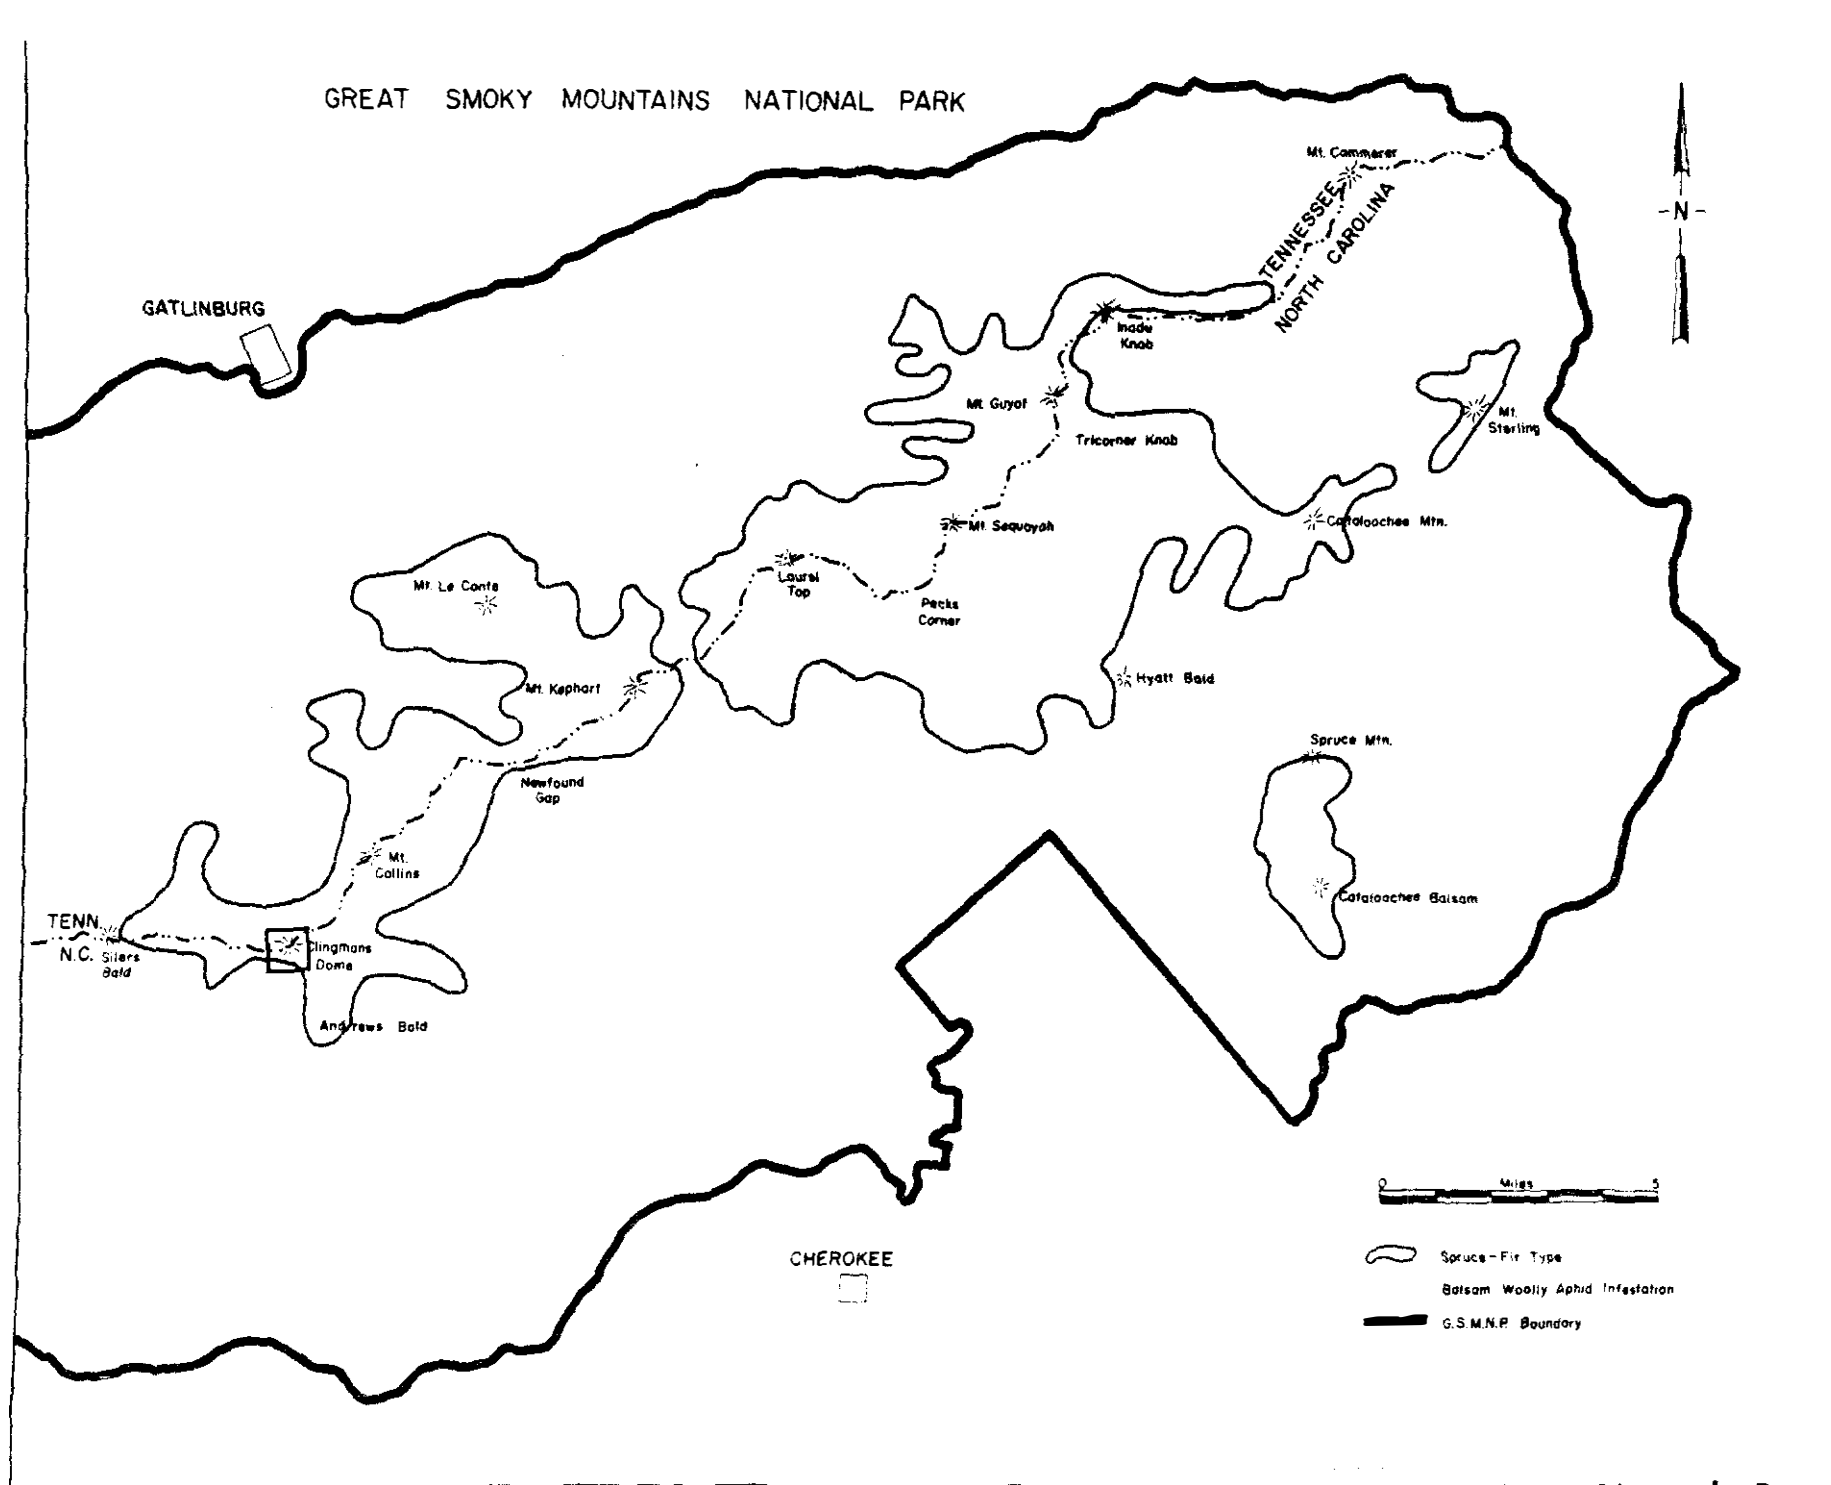 GREAT SMOKY MOUNTAINS NATIONAL PARK
Mt. Cammerer
TENNESSEE
NORTH CAROLINA
-N-
GATLINBURG
Inadu
Knob
Mt. Guyot
Tricorner Knob
Mt.
Sterling
Mt. Sequoyah
Cataloochee Mtn.
Laurel
Top
Mt. Le Conte
Pecks
Corner
Mt. Kephart
Hyatt Bald
Spruce Mtn.
Newfound
Gap
Mt.
Collins
Cataloochee Balsam
TENN.
N.C.
Silers
Bald
Clingmans
Dome
Andrews Bald
0 Miles 5
CHEROKEE
Spruce-Fir Type
Balsam Woolly Aphid Infestation
G.S.M.N.P. Boundary